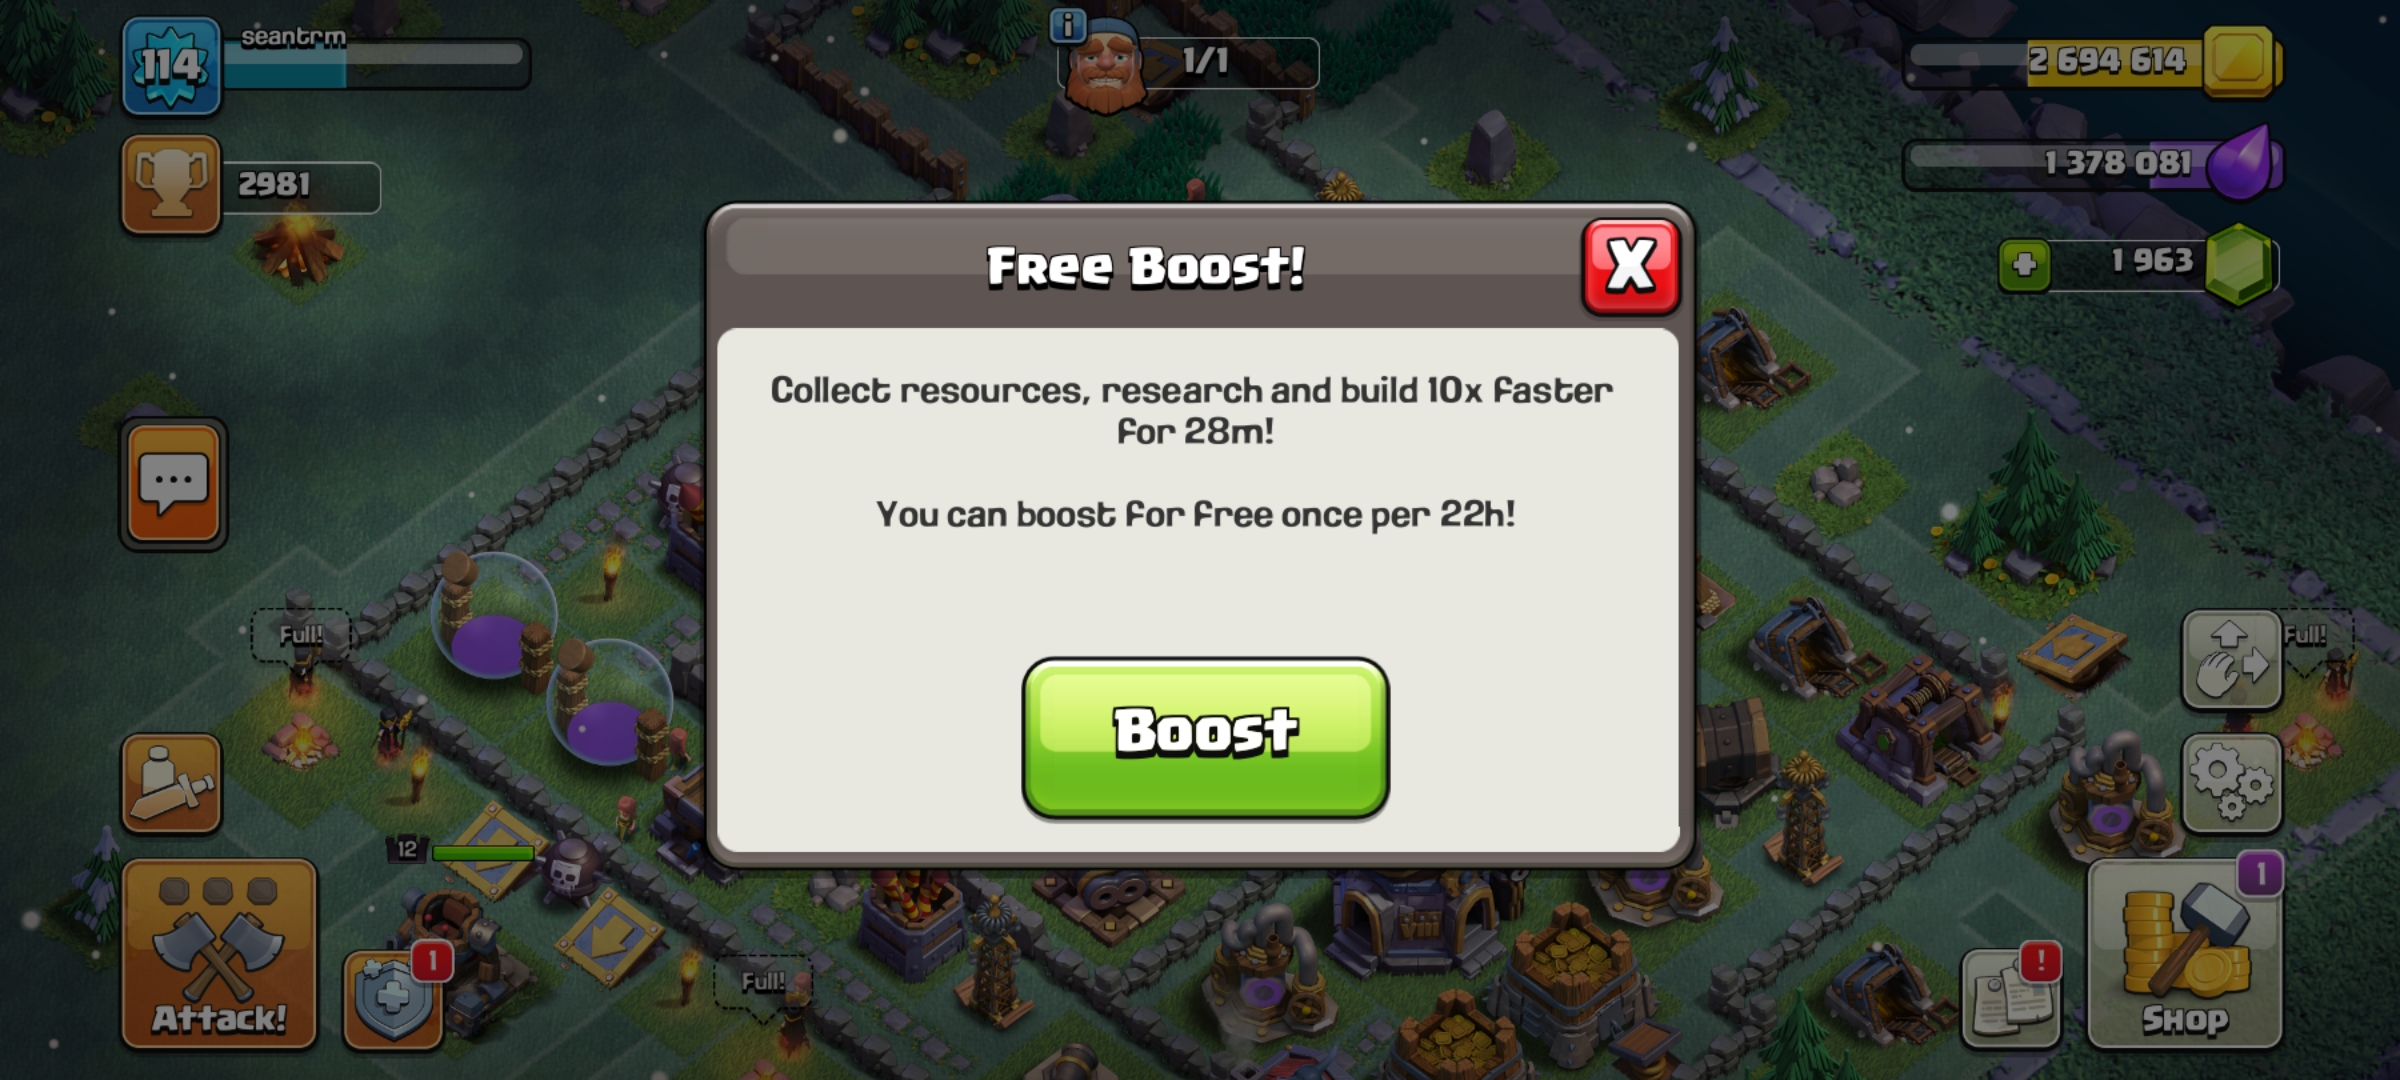 114
seantrm
1/1
2 694 614
2981
1 378 081
1 963
Free Boost!
X
Collect resources, research and build 10x faster
for 28m!
You can boost for free once per 22h!
Full!
Full!
Boost
12
VIII
1
1
!
Full!
Attack!
Shop